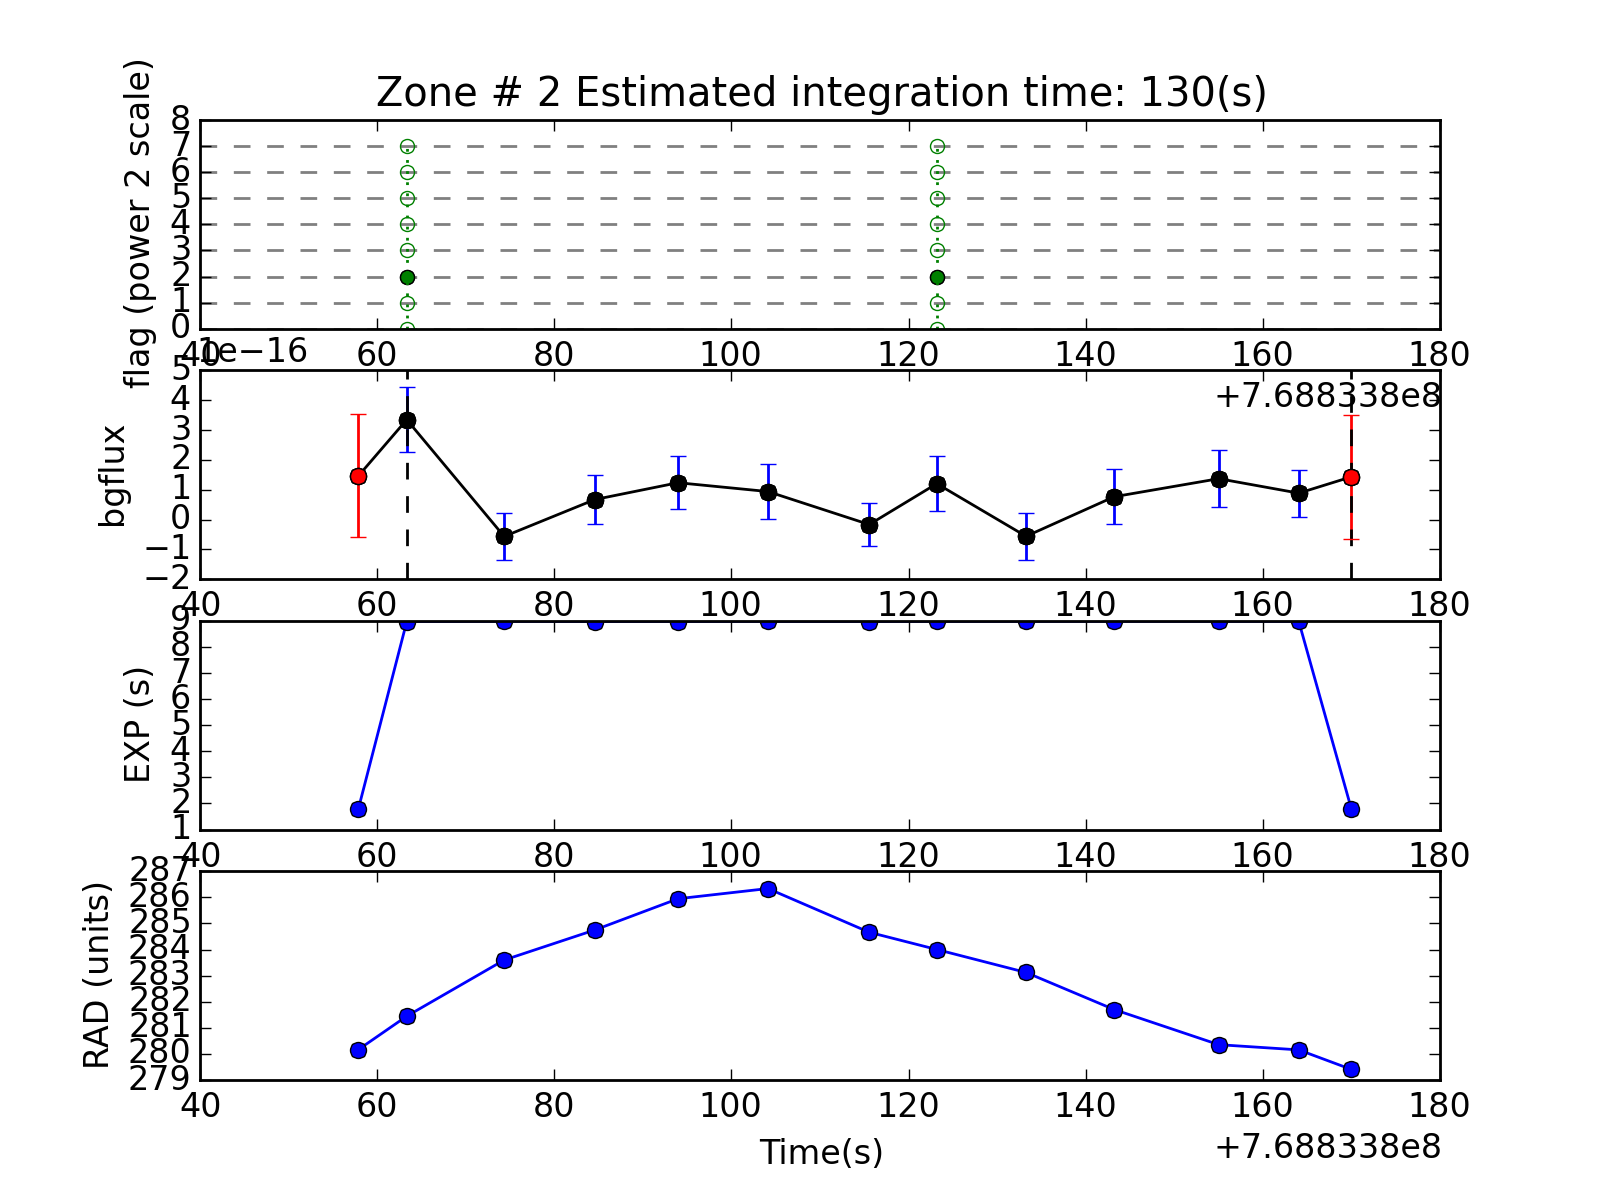 Zone # 2 Estimated integration time: 130(s)
flag (power 2 scale)
8
7
6
5
4
3
2
1
0
40 60 80 100 120 140 160 180
1e−16
+7.688338e8
bgflux
5
4
3
2
1
0
−1
−2
40 60 80 100 120 140 160 180
EXP (s)
9
8
7
6
5
4
3
2
1
40 60 80 100 120 140 160 180
RAD (units)
287
286
285
284
283
282
281
280
279
40 60 80 100 120 140 160 180
Time(s)
+7.688338e8